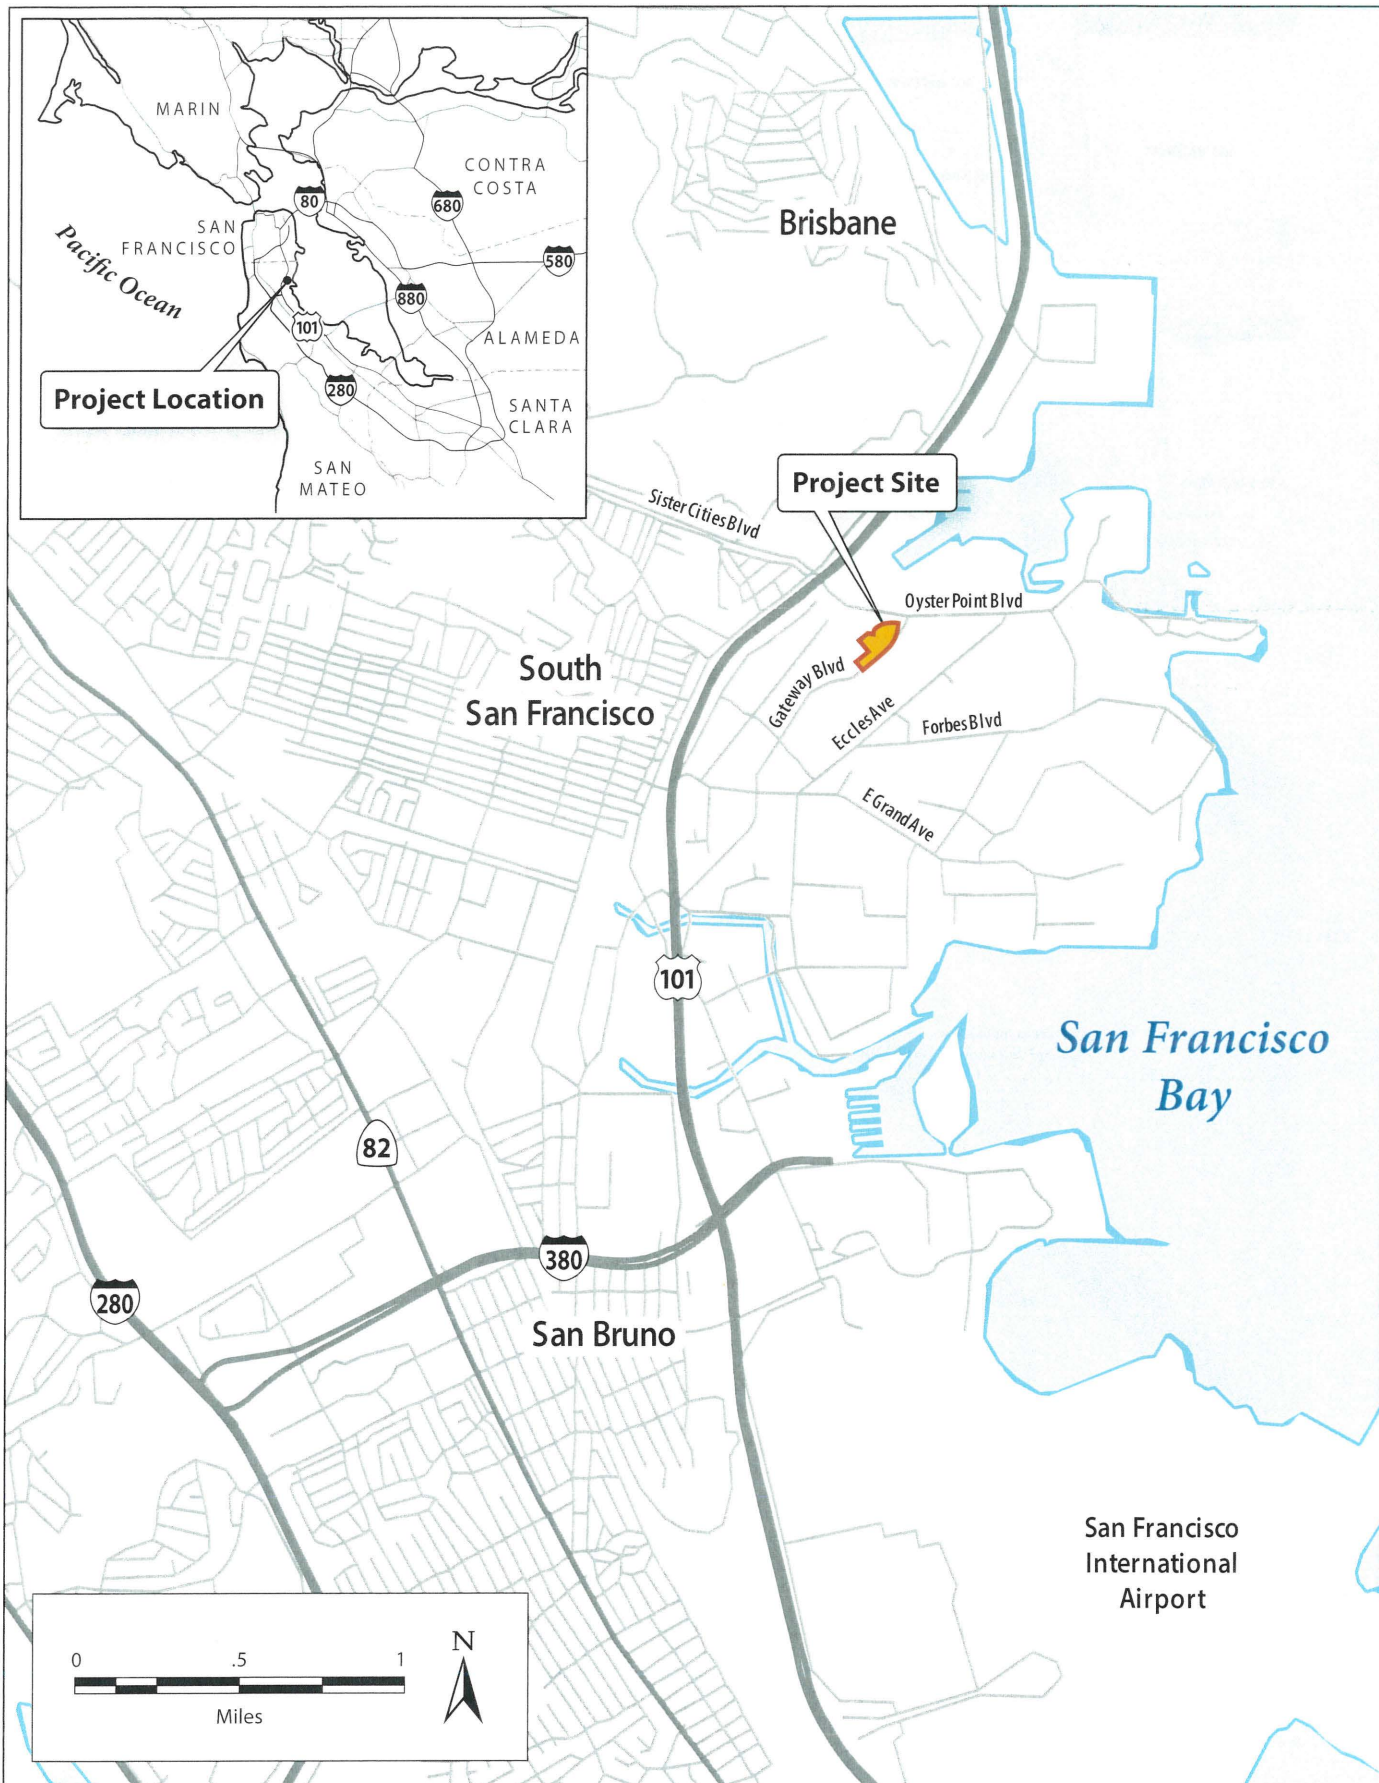 MARIN
CONTRA
COSTA
80
680
SAN
FRANCISCO
Pacific Ocean
580
880
101
ALAMEDA
Project Location
280
SANTA
CLARA
SAN
MATEO
Brisbane
Project Site
Sister Cities Blvd
Oyster Point Blvd
South
San Francisco
Gateway Blvd
Eccles Ave
Forbes Blvd
E Grand Ave
101
San Francisco
Bay
82
380
280
San Bruno
San Francisco
International
Airport
0 .5 1
Miles
N